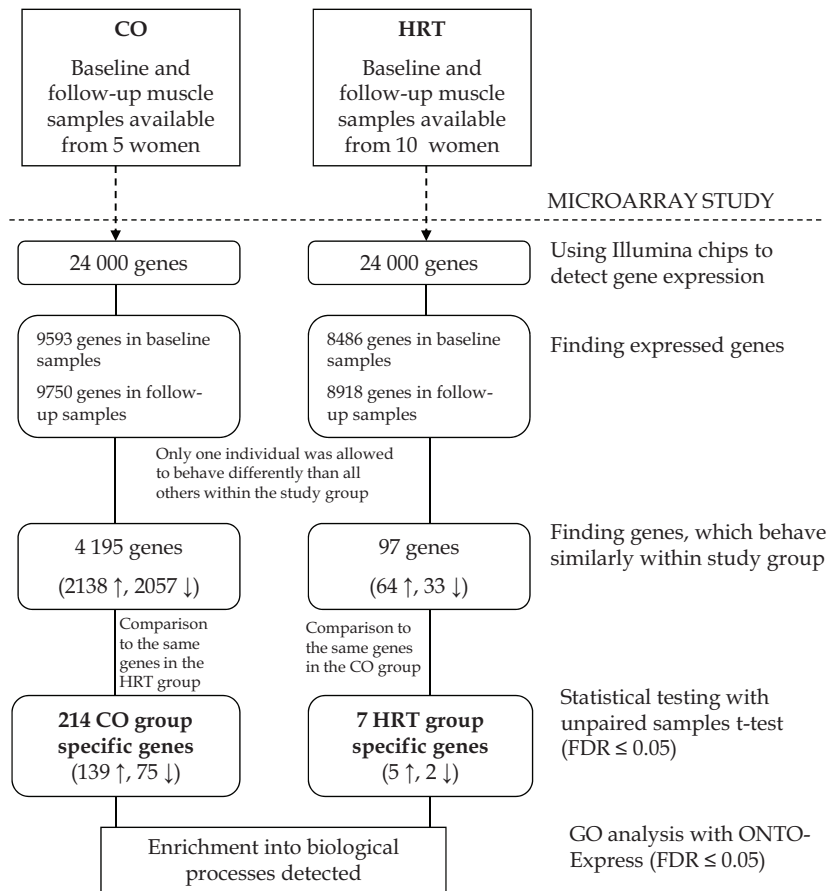 CO
Baseline and
follow-up muscle
samples available
from 5 women
HRT
Baseline and
follow-up muscle
samples available
from 10 women
MICROARRAY STUDY
24 000 genes
24 000 genes
Using Illumina chips to
detect gene expression
9593 genes in baseline
samples
9750 genes in follow-
up samples
8486 genes in baseline
samples
8918 genes in follow-
up samples
Finding expressed genes
Only one individual was allowed
to behave differently than all
others within the study group
4 195 genes
(2138 ↑, 2057 ↓)
97 genes
(64 ↑, 33 ↓)
Finding genes, which behave
similarly within study group
Comparison
to the same
genes in the
HRT group
Comparison to
the same genes
in the CO group
214 CO group
specific genes
(139 ↑, 75 ↓)
7 HRT group
specific genes
(5 ↑, 2 ↓)
Statistical testing with
unpaired samples t-test
(FDR ≤ 0.05)
Enrichment into biological
processes detected
GO analysis with ONTO-
Express (FDR ≤ 0.05)